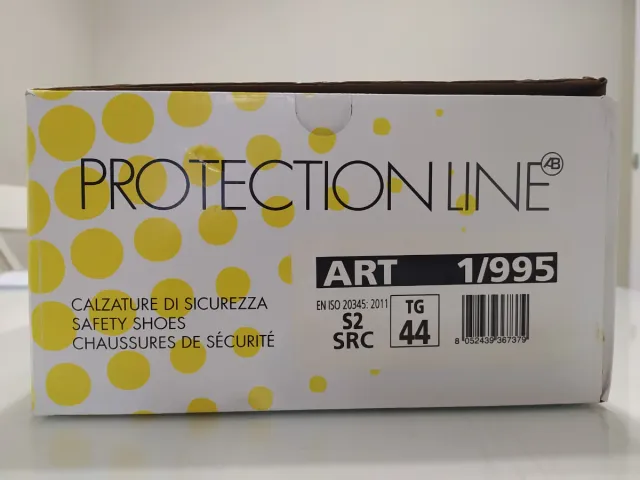 PROTECTION LINE AB
ART 1/995
CALZATURE DI SICUREZZA
SAFETY SHOES
CHAUSSURES DE SÉCURITÉ
EN ISO 20345: 2011
S2
SRC
TG
44
8 052439 367379